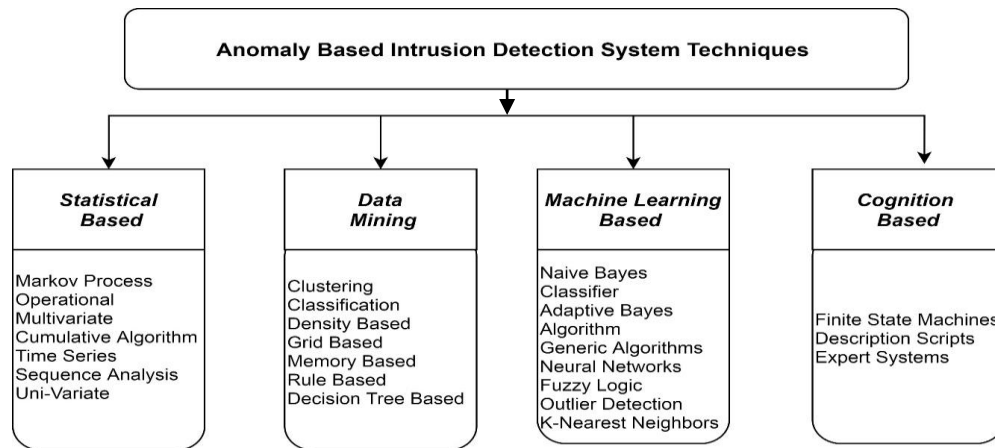 Anomaly Based Intrusion Detection System Techniques
Statistical
Based
Markov Process
Operational
Multivariate
Cumulative Algorithm
Time Series
Sequence Analysis
Uni-Variate
Data
Mining
Clustering
Classification
Density Based
Grid Based
Memory Based
Rule Based
Decision Tree Based
Machine Learning
Based
Naive Bayes
Classifier
Adaptive Bayes
Algorithm
Generic Algorithms
Neural Networks
Fuzzy Logic
Outlier Detection
K-Nearest Neighbors
Cognition
Based
Finite State Machines
Description Scripts
Expert Systems